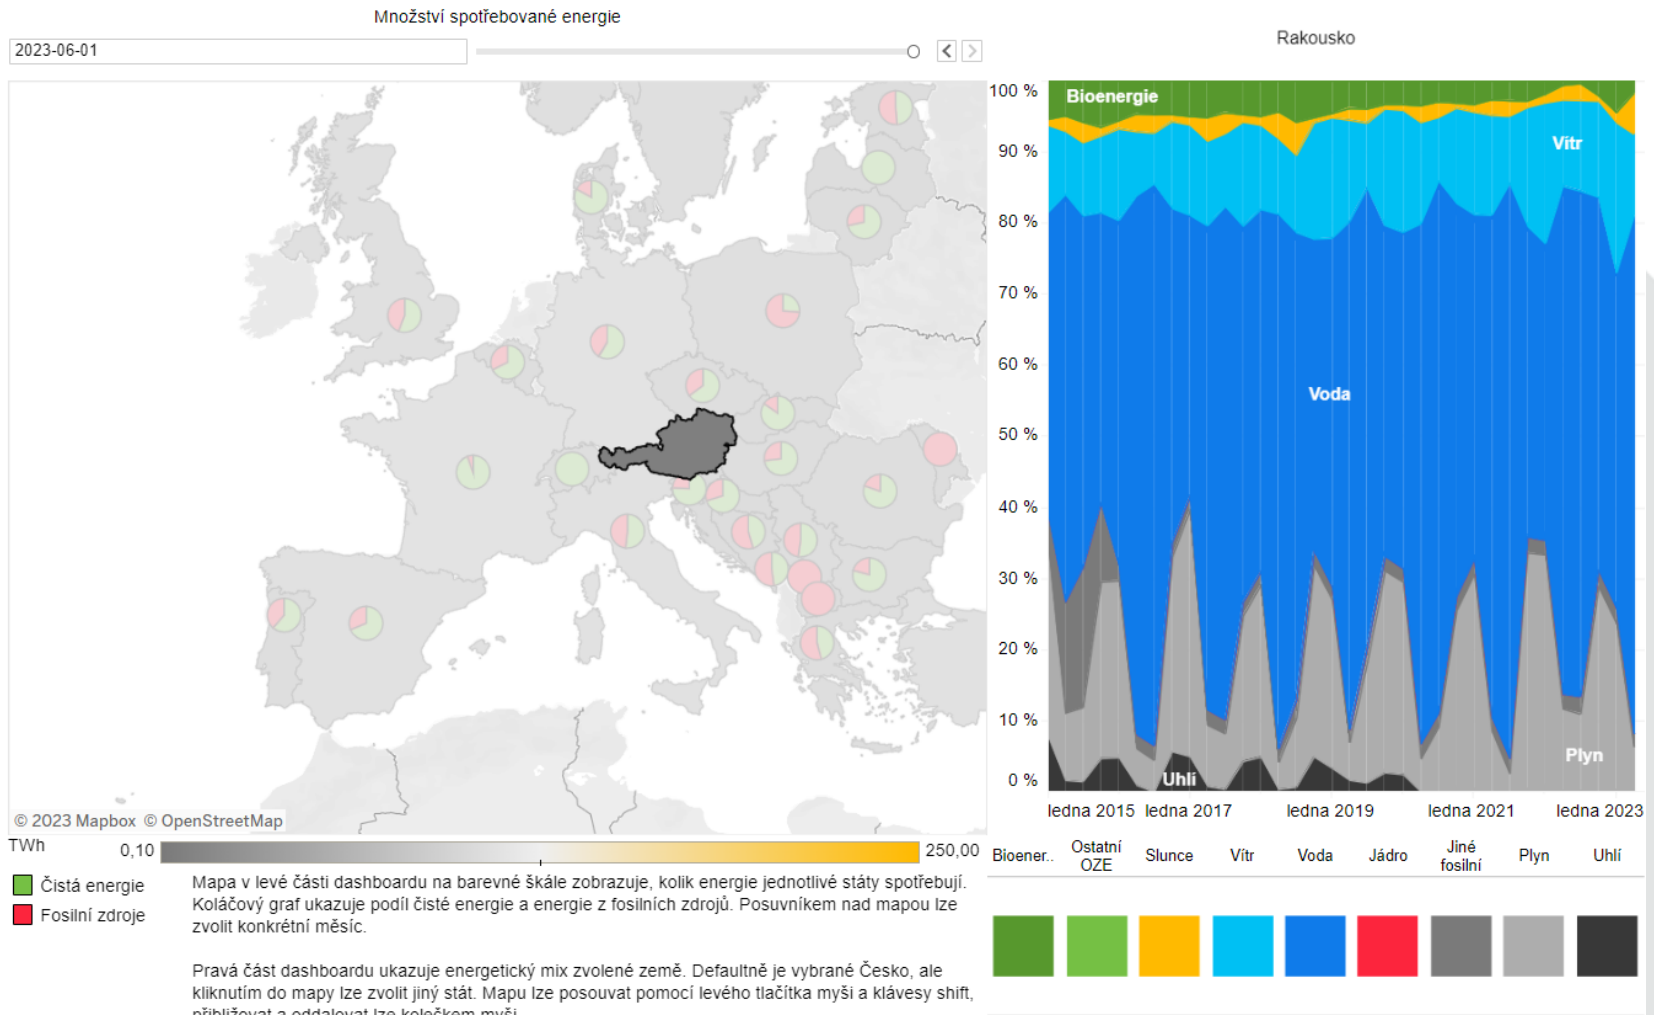 Množství spotřebované energie
2023-06-01
© 2023 Mapbox © OpenStreetMap
TWh
0,10
250,00
Čistá energie
Fosilní zdroje
Mapa v levé části dashboardu na barevné škále zobrazuje, kolik energie jednotlivé státy spotřebují.
Koláčový graf ukazuje podíl čisté energie a energie z fosilních zdrojů. Posuvníkem nad mapou lze
zvolit konkrétní měsíc.
Pravá část dashboardu ukazuje energetický mix zvolené země. Defaultně je vybrané Česko, ale
kliknutím do mapy lze zvolit jiný stát. Mapu lze posouvat pomocí levého tlačítka myši a klávesy shift,
přibližovat a oddalovat lze kolečkem myši.
Rakousko
100 %
90 %
80 %
70 %
60 %
50 %
40 %
30 %
20 %
10 %
0 %
Bioenergie
Vítr
Voda
Plyn
Uhlí
ledna 2015 ledna 2017 ledna 2019 ledna 2021 ledna 2023
Bioener.. Ostatní OZE Slunce Vítr Voda Jádro Jiné fosilní Plyn Uhlí